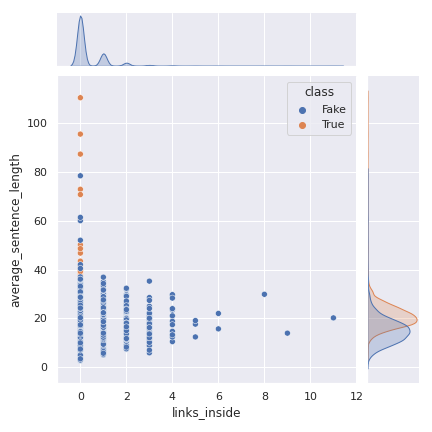 class
Fake
True
100
80
60
40
20
0
average_sentence_length
0 2 4 6 8 10 12
links_inside